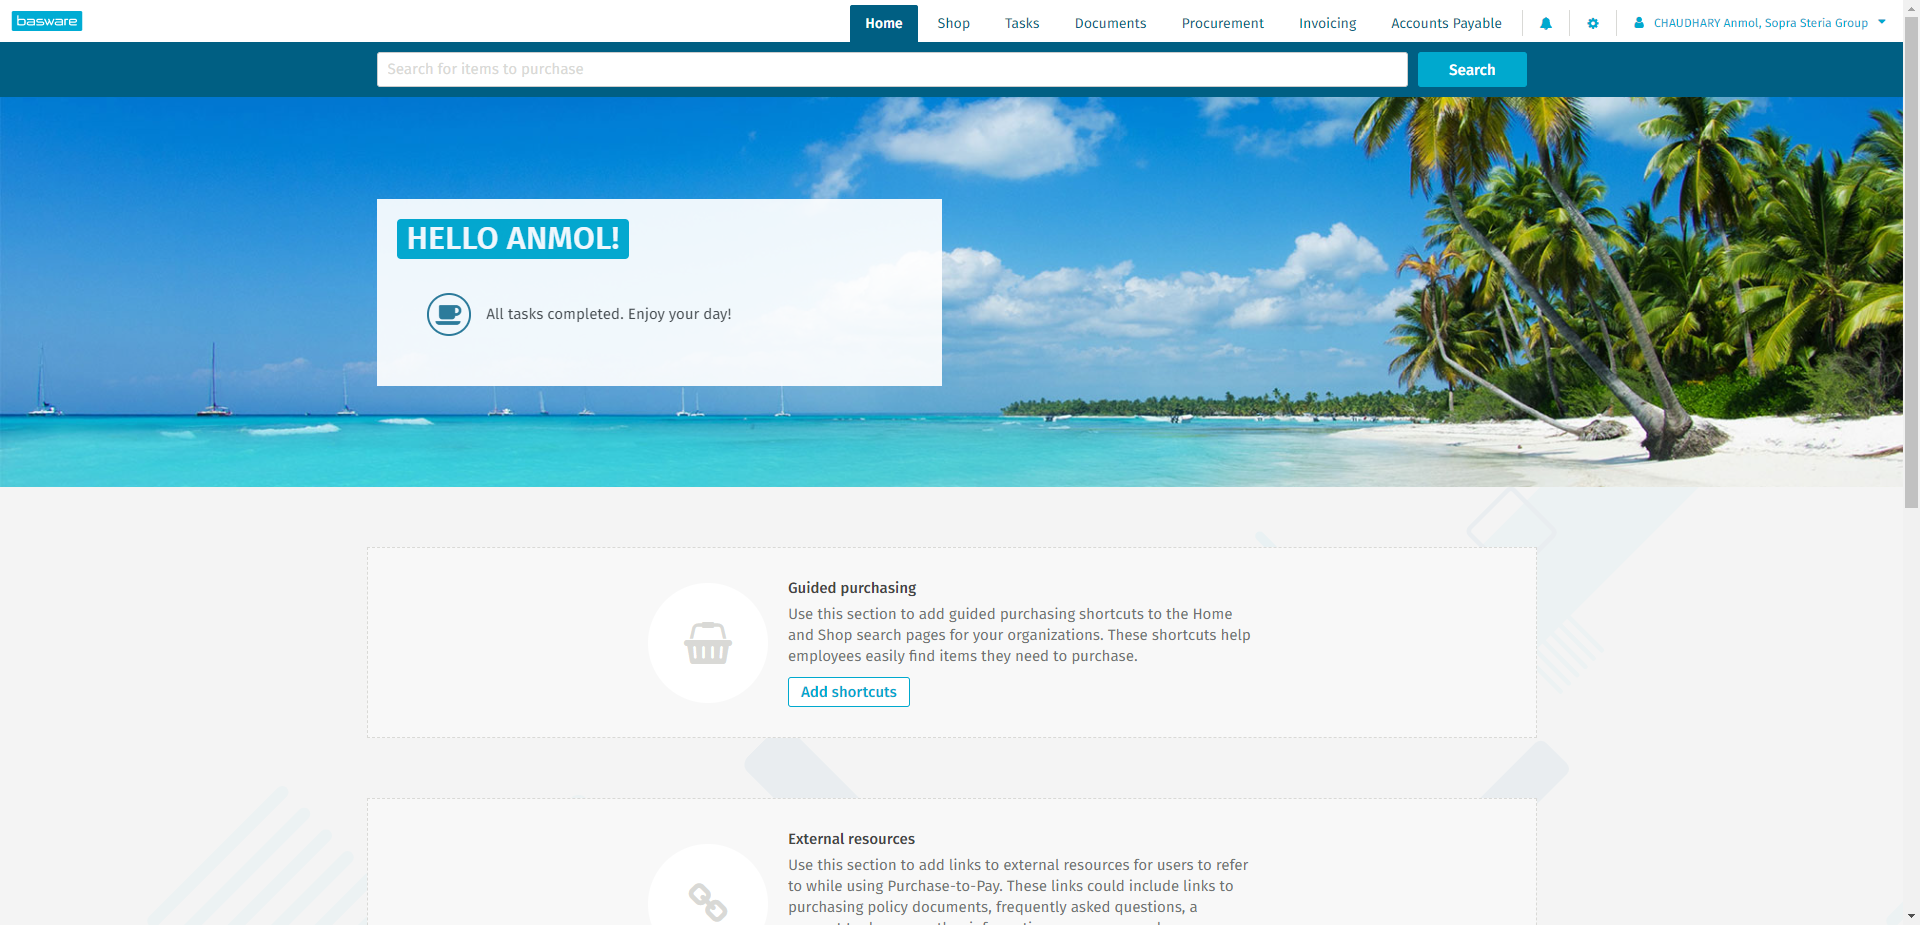 basware
Home
Shop
Tasks
Documents
Procurement
Invoicing
Accounts Payable
CHAUDHARY Anmol, Sopra Steria Group
Search for items to purchase
Search
HELLO ANMOL!
All tasks completed. Enjoy your day!
Guided purchasing
Use this section to add guided purchasing shortcuts to the Home
and Shop search pages for your organizations. These shortcuts help
employees easily find items they need to purchase.
Add shortcuts
External resources
Use this section to add links to external resources for users to refer
to while using Purchase-to-Pay. These links could include links to
purchasing policy documents, frequently asked questions, a